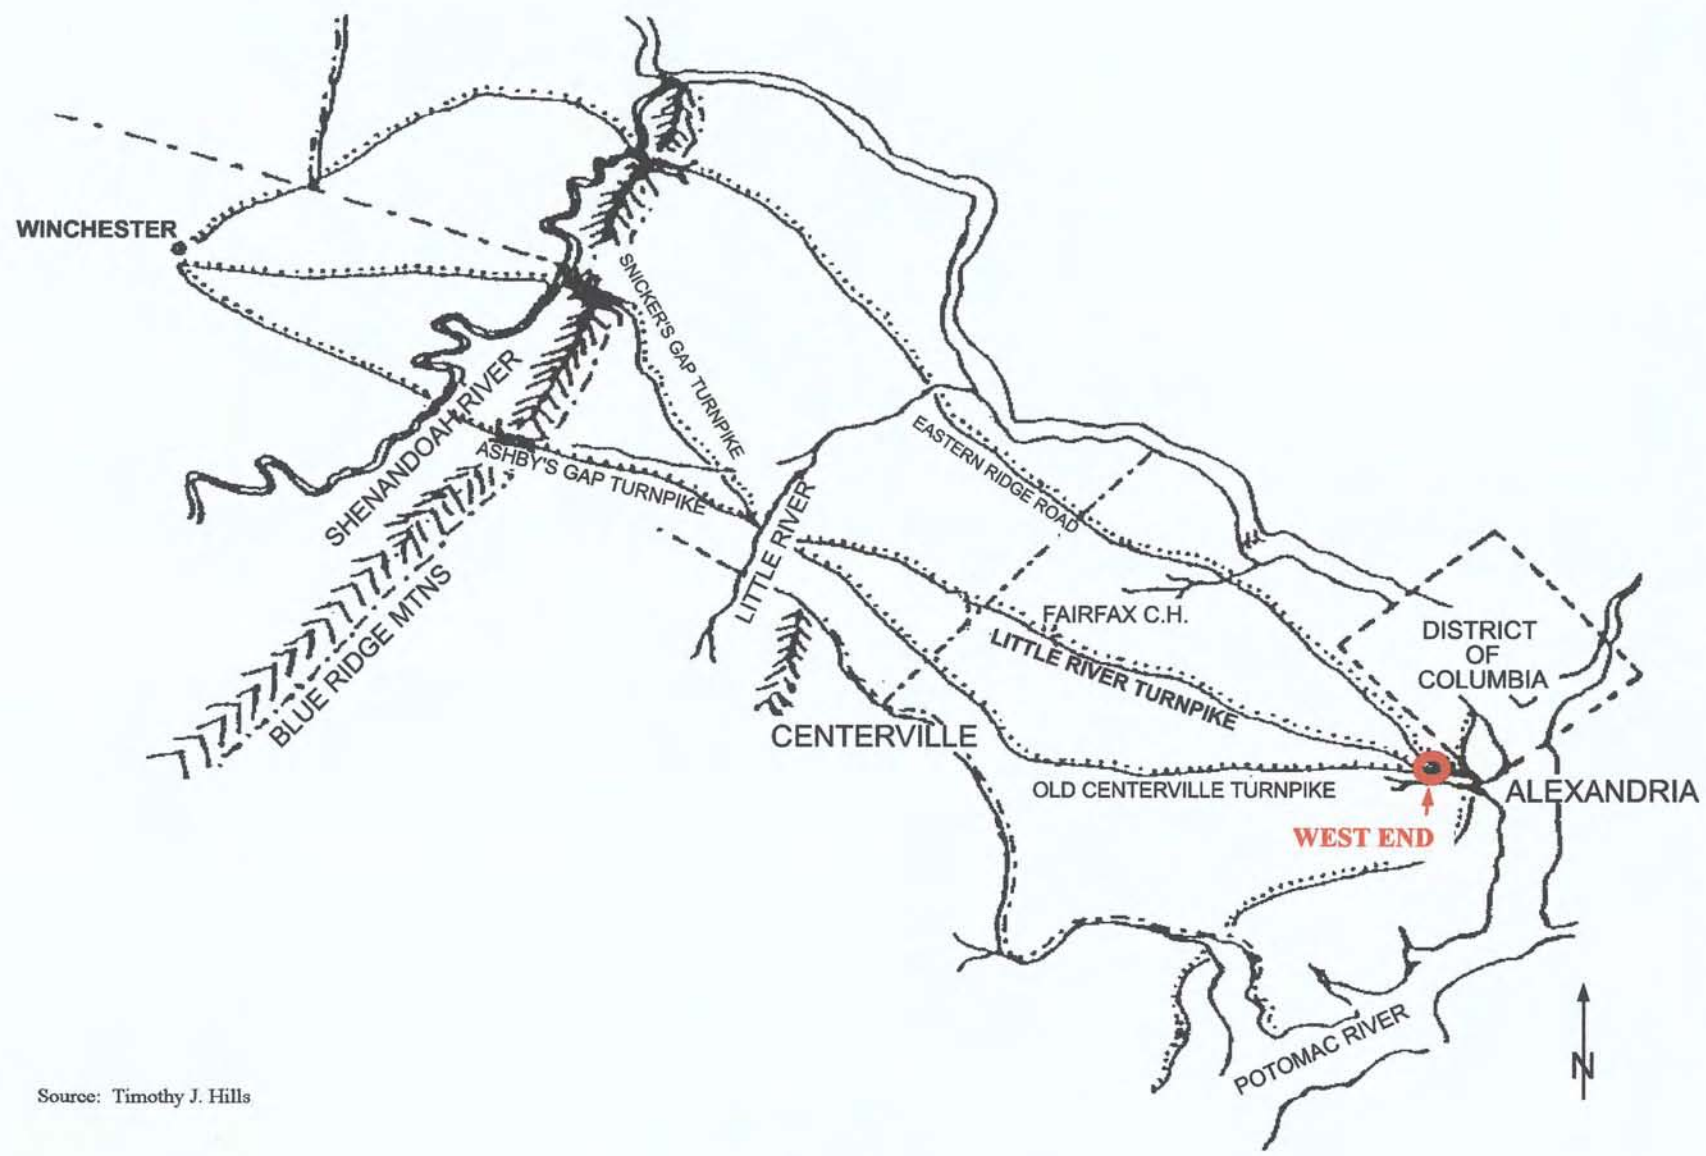 WINCHESTER
SNICKER'S GAP TURNPIKE
SHENANDOAH RIVER
ASHBY'S GAP TURNPIKE
EASTERN RIDGE ROAD
LITTLE RIVER
BLUE RIDGE MTNS
FAIRFAX C.H.
LITTLE RIVER TURNPIKE
DISTRICT
OF
COLUMBIA
CENTERVILLE
OLD CENTERVILLE TURNPIKE
ALEXANDRIA
WEST END
POTOMAC RIVER
N
Source: Timothy J. Hills